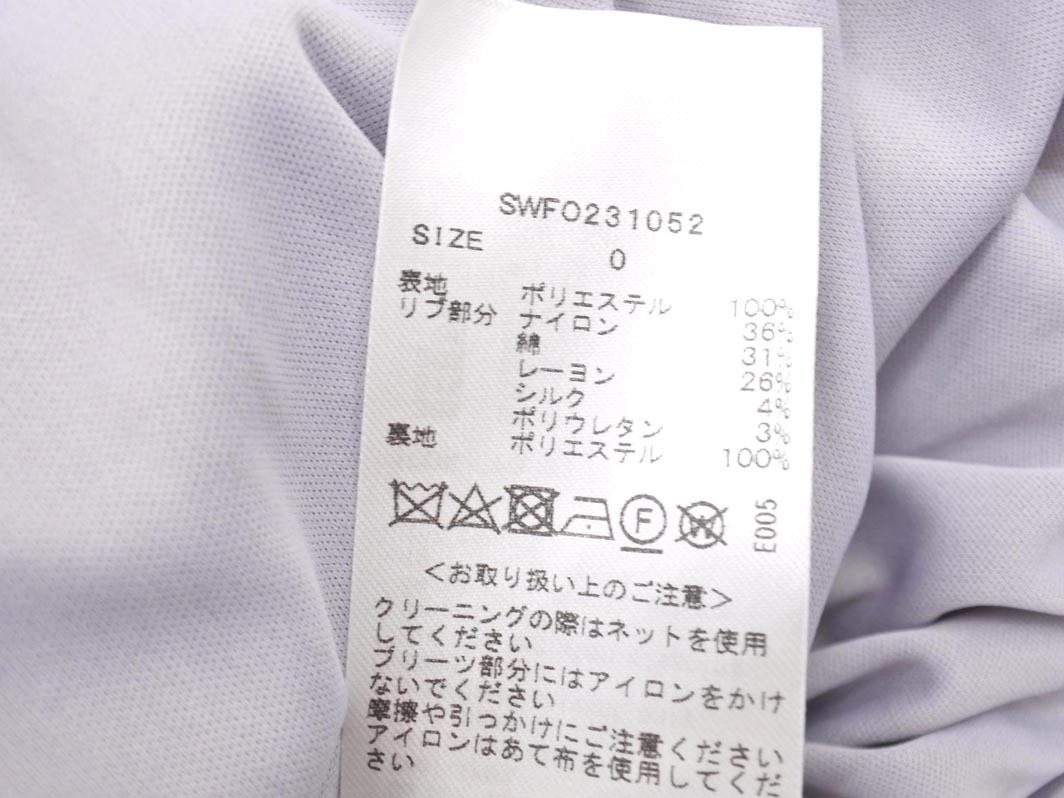 SWFO231052
SIZE 0
表地 ポリエステル 100%
リブ部分 ナイロン 36%
綿 31%
レーヨン 26%
シルク 4%
ポリウレタン 3%
裏地 ポリエステル 100%
F W E005
<お取り扱い上のご注意>
クリーニングの際はネットを使用
してください
プリーツ部分にはアイロンをかけ
ないでください
摩擦や引っかけにご注意ください
アイロンはあて布を使用してくだ
さい